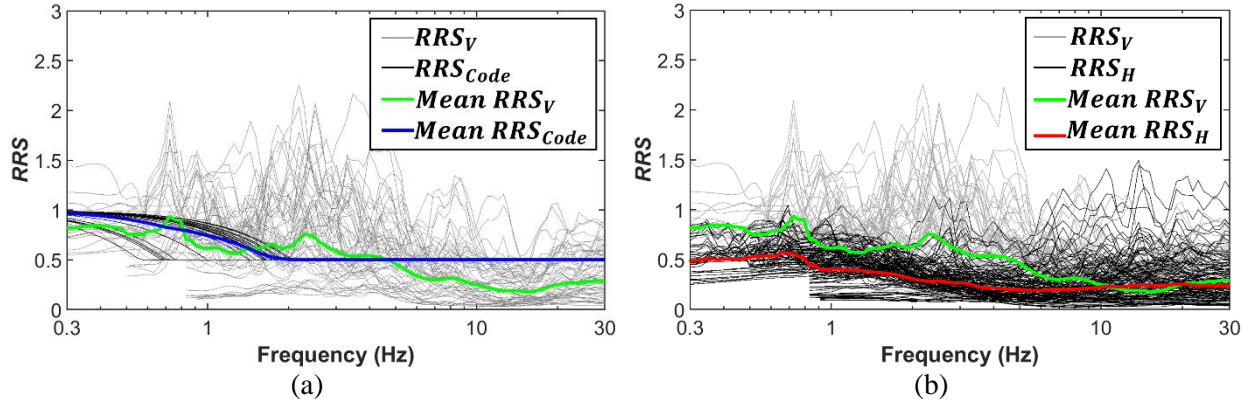 3
RRS_V
RRS_Code
Mean RRS_V
Mean RRS_Code
2.5
2
1.5
1
0.5
0
RRS
0.3 1 10 30
Frequency (Hz)
(a)
3
RRS_V
RRS_H
Mean RRS_V
Mean RRS_H
2.5
2
1.5
1
0.5
0
RRS
0.3 1 10 30
Frequency (Hz)
(b)